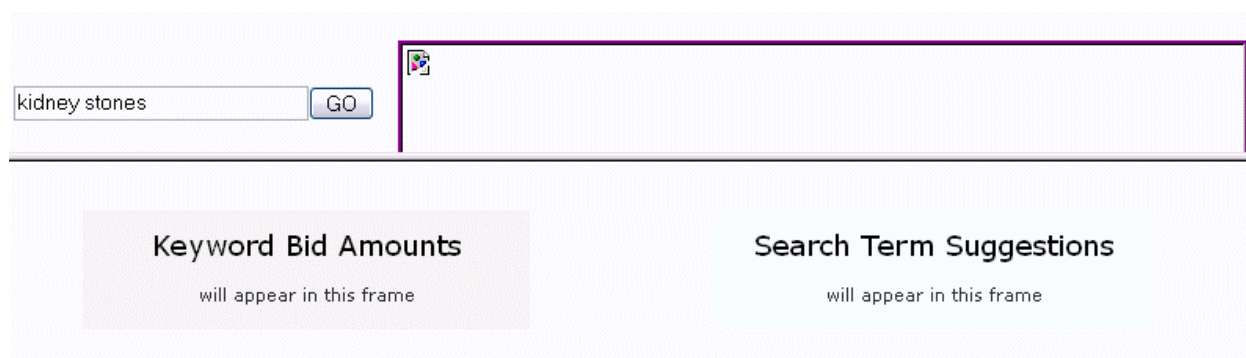 kidney stones
GO
Keyword Bid Amounts
will appear in this frame
Search Term Suggestions
will appear in this frame